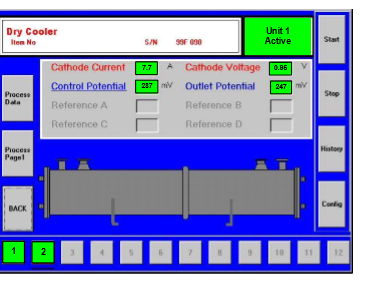 Dry Cooler
Item No S/N 99F 898
Unit 1
Active
Start
Cathode Current 7.7 A Cathode Voltage 0.86 V
Control Potential 287 mV Outlet Potential 247 mV
Reference A Reference B
Reference C Reference D
Process
Data
Stop
Process
Page1
History
BACK
Config
1 2 3 4 5 6 7 8 9 10 11 12